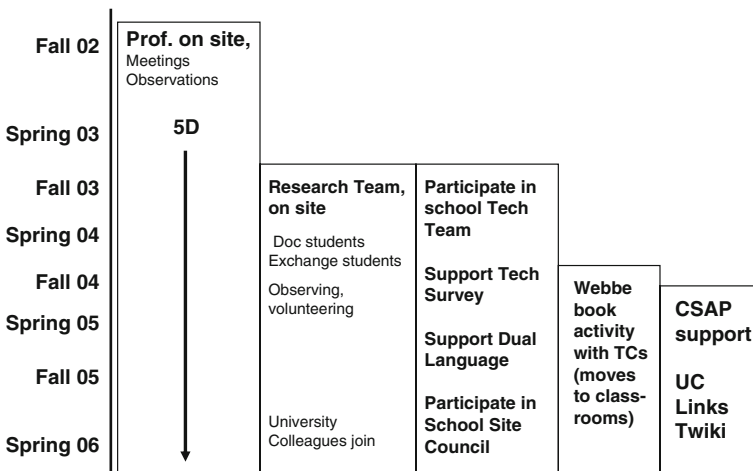 Fall 02
Spring 03
Fall 03
Spring 04
Fall 04
Spring 05
Fall 05
Spring 06
Prof. on site,
Meetings
Observations
5D
Research Team,
on site
Doc students
Exchange students
Observing,
volunteering
University
Colleagues join
Participate in
school Tech
Team
Support Tech
Survey
Support Dual
Language
Participate in
School Site
Council
Webbe
book
activity
with TCs
(moves
to class-
rooms)
CSAP
support
UC
Links
Twiki